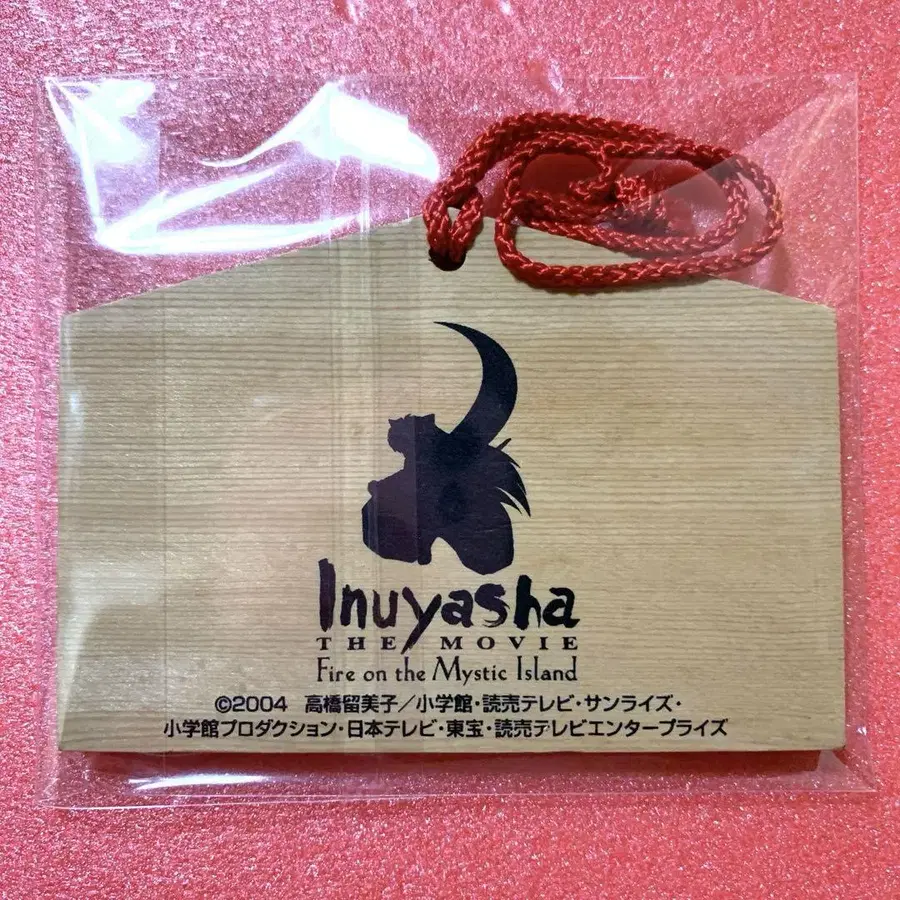 Inuyasha
THE MOVIE
Fire on the Mystic Island
©2004 高橋留美子／小学館・読売テレビ・サンライズ・
小学館プロダクション・日本テレビ・東宝・読売テレビエンタープライズ